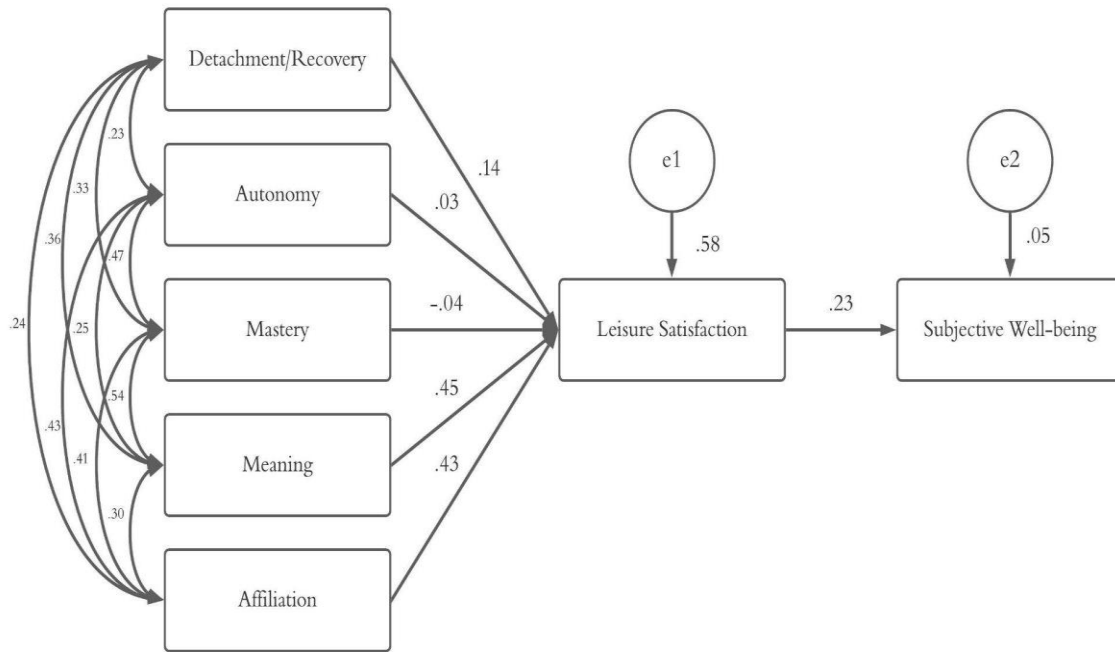 Detachment/Recovery
.23
.33
.36
.24
Autonomy
.47
.25
.43
Mastery
.54
.41
Meaning
.30
Affiliation
.14
.03
-.04
.45
.43
e1
.58
Leisure Satisfaction
.23
e2
.05
Subjective Well-being